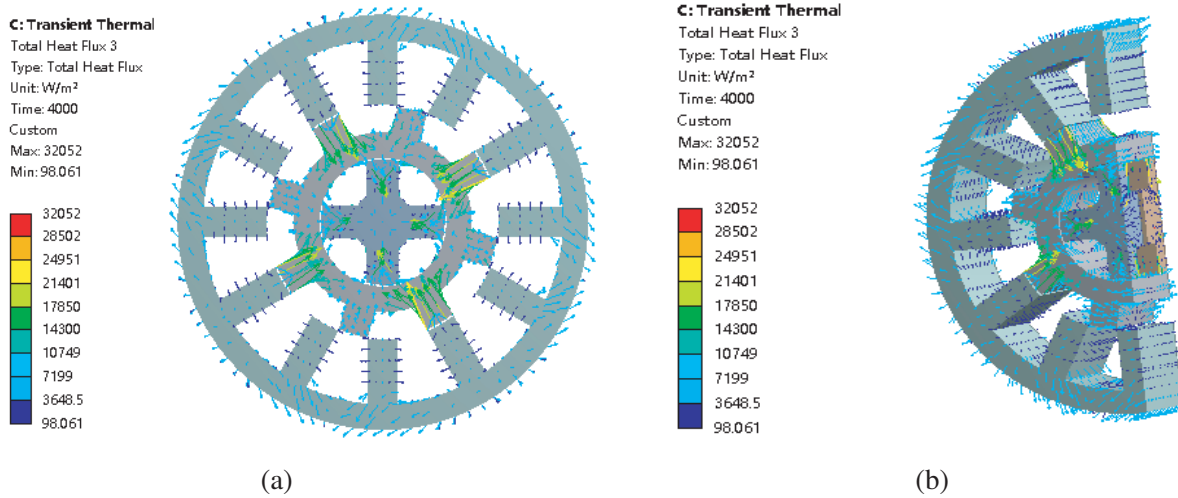 C: Transient Thermal
Total Heat Flux 3
Type: Total Heat Flux
Unit: W/m²
Time: 4000
Custom
Max: 32052
Min: 98.061
32052
28502
24951
21401
17850
14300
10749
7199
3648.5
98.061
(a)
C: Transient Thermal
Total Heat Flux 3
Type: Total Heat Flux
Unit: W/m²
Time: 4000
Custom
Max: 32052
Min: 98.061
32052
28502
24951
21401
17850
14300
10749
7199
3648.5
98.061
(b)